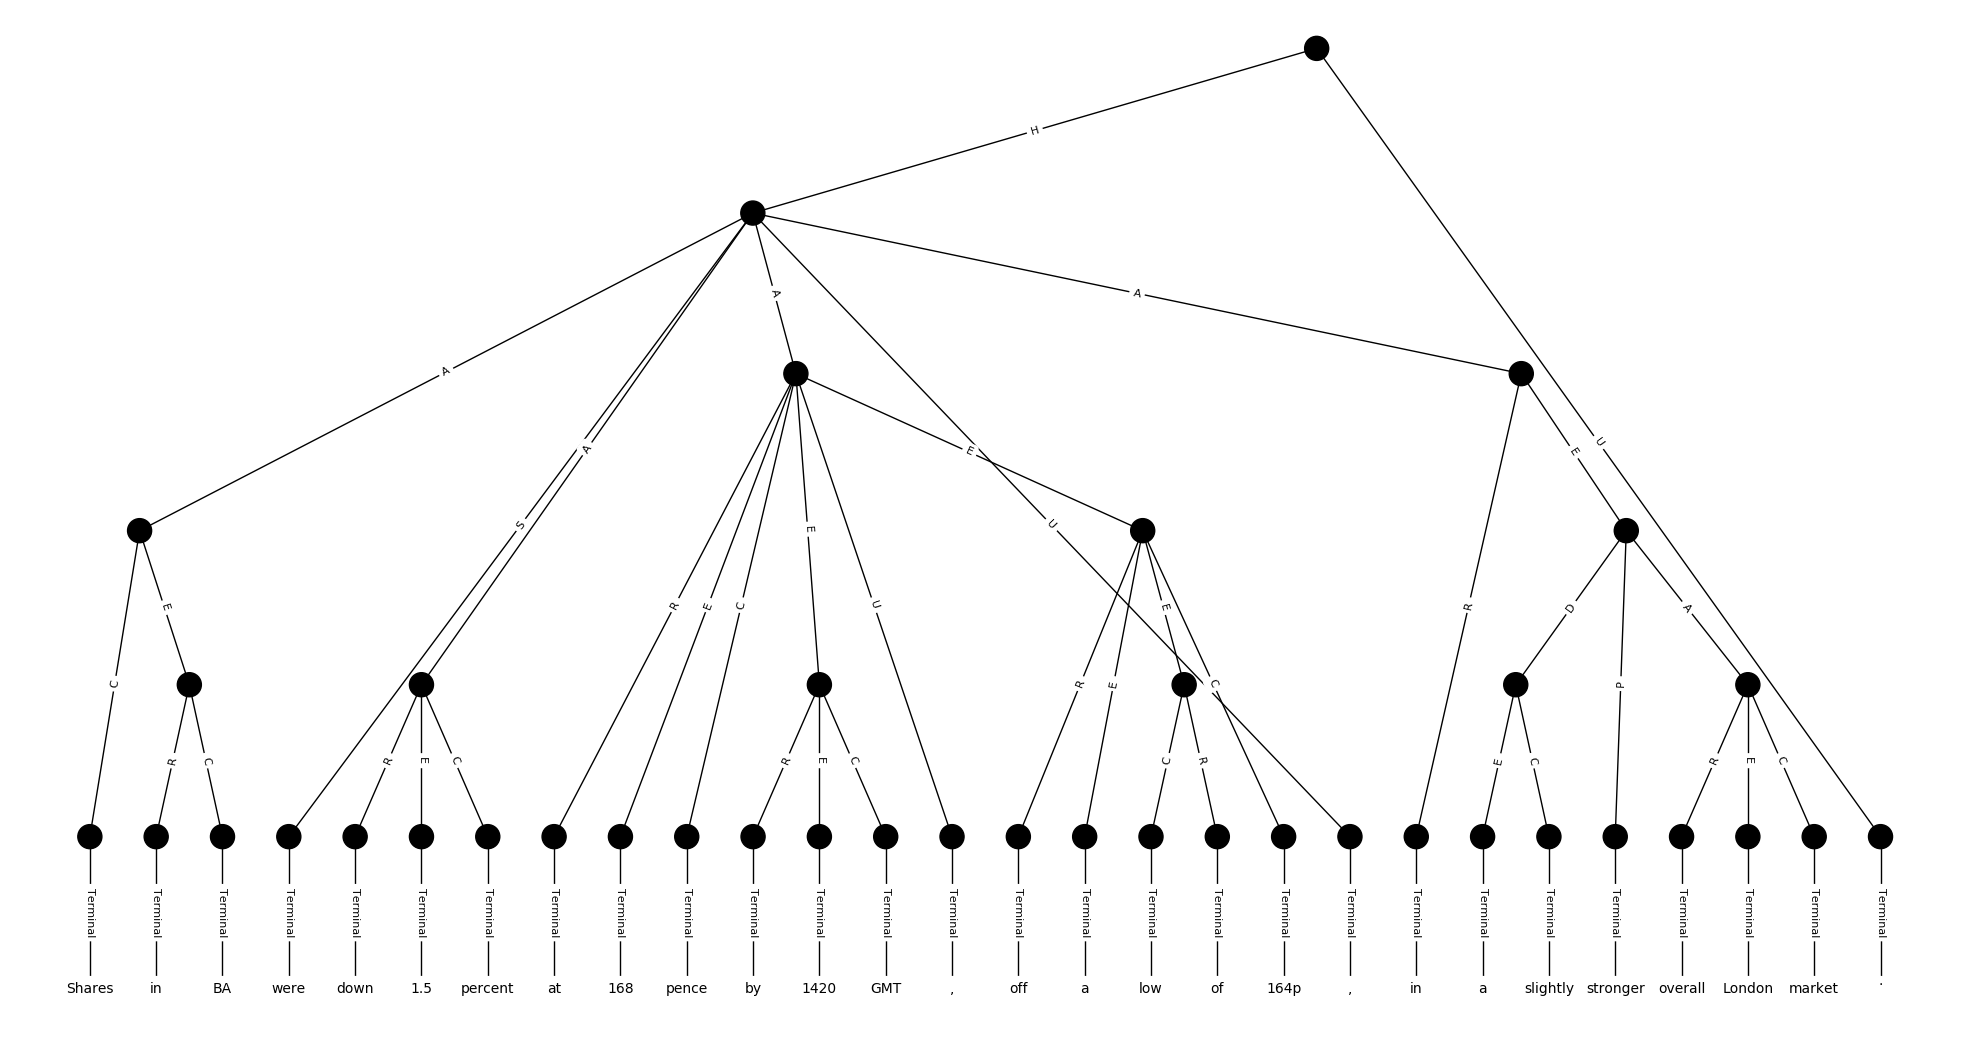 H
A
A
A
E
U
A
E
U
S
U
E
R
E
C
U
E
R
D
A
C
R
E
C
P
R
C
R
E
C
R
E
C
C
R
E
C
R
E
C
Terminal Terminal Terminal Terminal Terminal Terminal Terminal Terminal Terminal Terminal Terminal Terminal Terminal Terminal Terminal Terminal Terminal Terminal Terminal Terminal Terminal Terminal Terminal Terminal Terminal Terminal Terminal Terminal
Shares in BA were down 1.5 percent at 168 pence by 1420 GMT , off a low of 164p , in a slightly stronger overall London market .